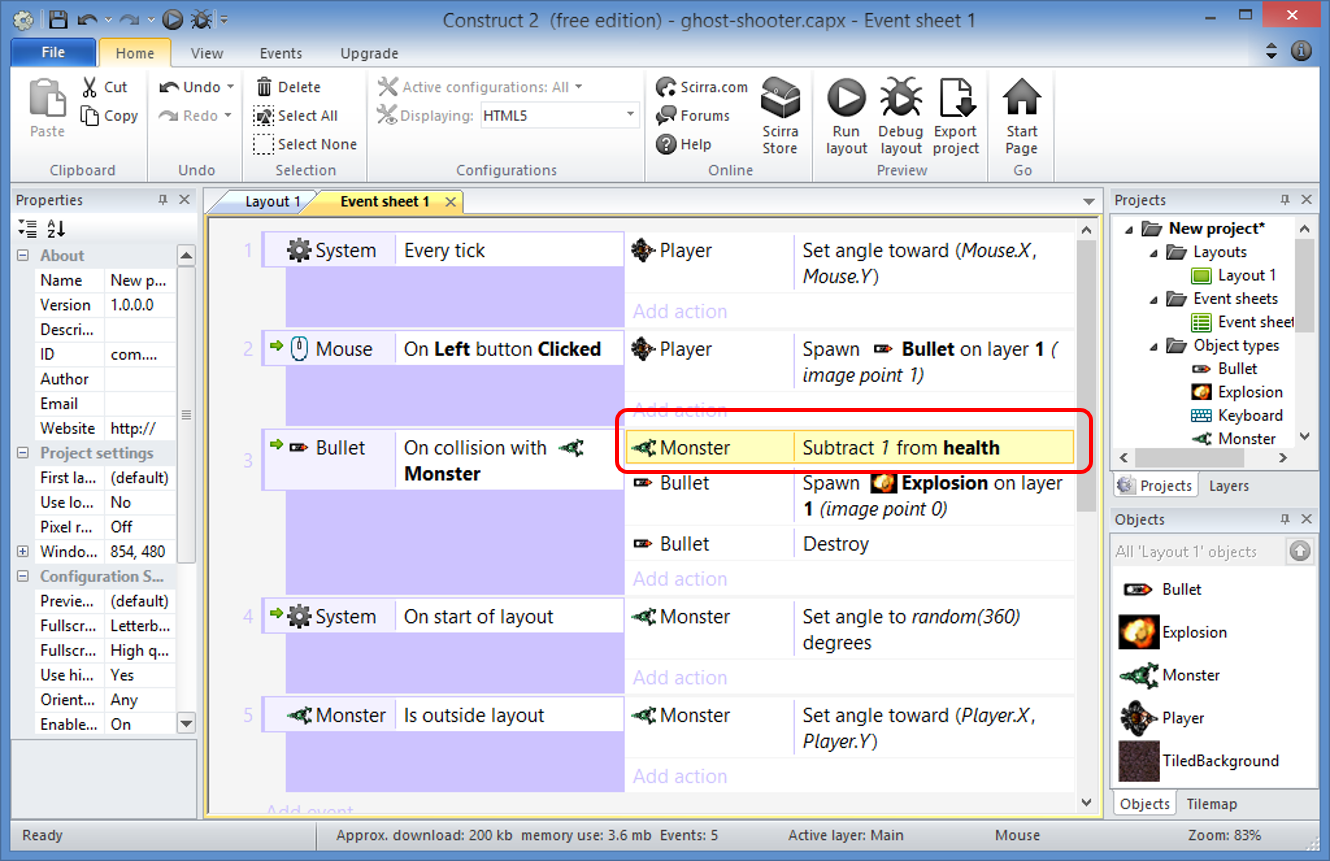 Construct 2  (free edition) - ghost-shooter.capx - Event sheet 1
File Home View Events Upgrade
Paste
Cut
Copy
Clipboard
Undo
Redo
Undo
Delete
Select All
Select None
Selection
Active configurations: All
Displaying: HTML5
Configurations
Scirra.com
Forums
Help
Scirra
Store
Online
Run
layout
Debug
layout
Export
project
Preview
Start
Page
Go
Properties
About
Name New p...
Version 1.0.0.0
Descri...
ID com....
Author
Email
Website http://
Project settings
First la... (default)
Use lo... No
Pixel r... Off
Windo... 854, 480
Configuration S...
Previe... (default)
Fullscr... Letterb...
Fullscr... High q...
Use hi... Yes
Orient... Any
Enable... On
Layout 1 Event sheet 1
1 System Every tick
Player Set angle toward (Mouse.X,
Mouse.Y)
Add action
2 Mouse On Left button Clicked
Player Spawn Bullet on layer 1 (
image point 1)
Add action
3 Bullet On collision with
Monster
Monster Subtract 1 from health
Bullet Spawn Explosion on layer
1 (image point 0)
Bullet Destroy
Add action
4 System On start of layout
Monster Set angle to random(360)
degrees
Add action
5 Monster Is outside layout
Monster Set angle toward (Player.X,
Player.Y)
Add action
Add event
Projects
New project*
Layouts
Layout 1
Event sheets
Event sheet
Object types
Bullet
Explosion
Keyboard
Monster
Projects Layers
Objects
All 'Layout 1' objects
Bullet
Explosion
Monster
Player
TiledBackground
Objects Tilemap
Ready Approx. download: 200 kb memory use: 3.6 mb Events: 5 Active layer: Main Mouse Zoom: 83%